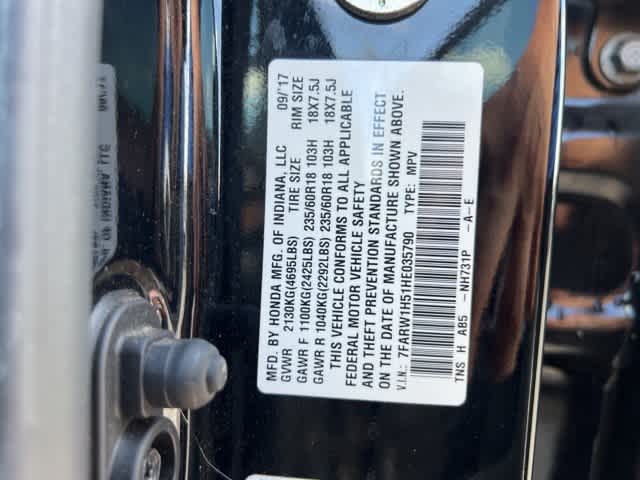 MFD. BY HONDA MFG. OF INDIANA, LLC 09/'17
GVWR 2130KG(4695LBS) TIRE SIZE RIM SIZE
GAWR F 1100KG(2425LBS) 235/60R18 103H 18X7.5J
GAWR R 1040KG(2292LBS) 235/60R18 103H 18X7.5J
THIS VEHICLE CONFORMS TO ALL APPLICABLE
FEDERAL MOTOR VEHICLE SAFETY
AND THEFT PREVENTION STANDARDS IN EFFECT
ON THE DATE OF MANUFACTURE SHOWN ABOVE.
V.I.N.: 7FARW1H51HE035790 TYPE: MPV
TNS H A85 -NH731P -A-E
OF INDIANA, LLC